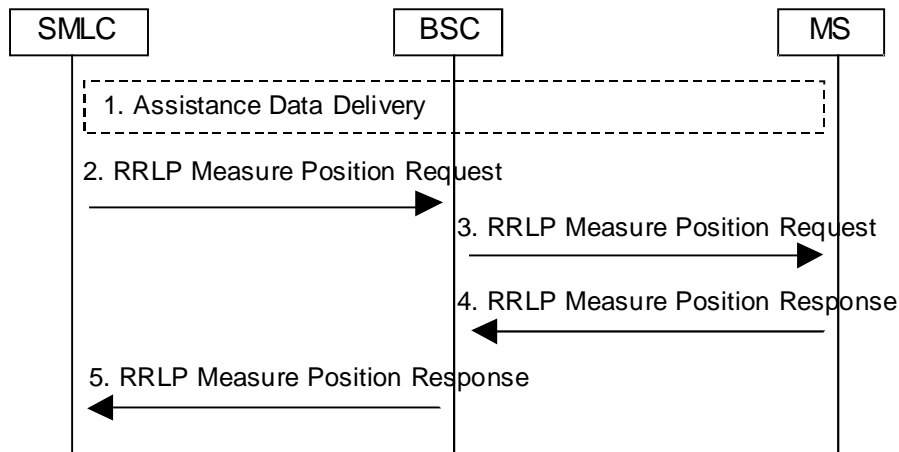 SMLC BSC MS
1. Assistance Data Delivery
2. RRLP Measure Position Request
3. RRLP Measure Position Request
4. RRLP Measure Position Response
5. RRLP Measure Position Response